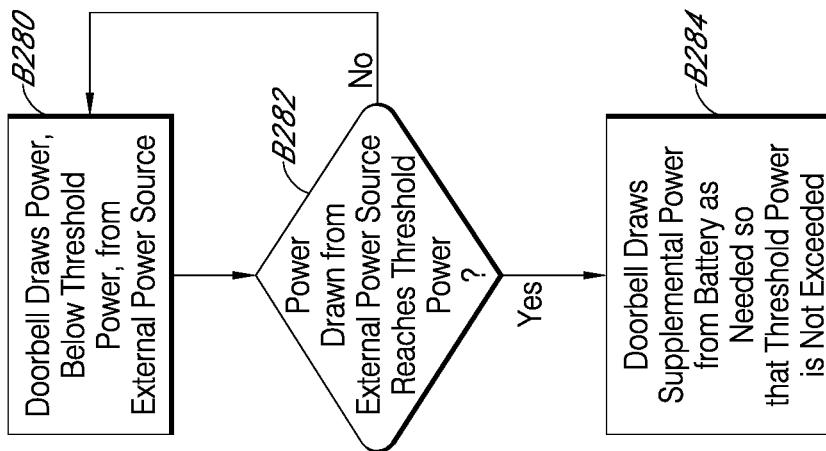 B280
Doorbell Draws Power,
Below Threshold
Power, from
External Power Source
No
B282
Power
Drawn from
External Power Source
Reaches Threshold
Power
?
Yes
B284
Doorbell Draws
Supplemental Power
from Battery as
Needed so
that Threshold Power
is Not Exceeded